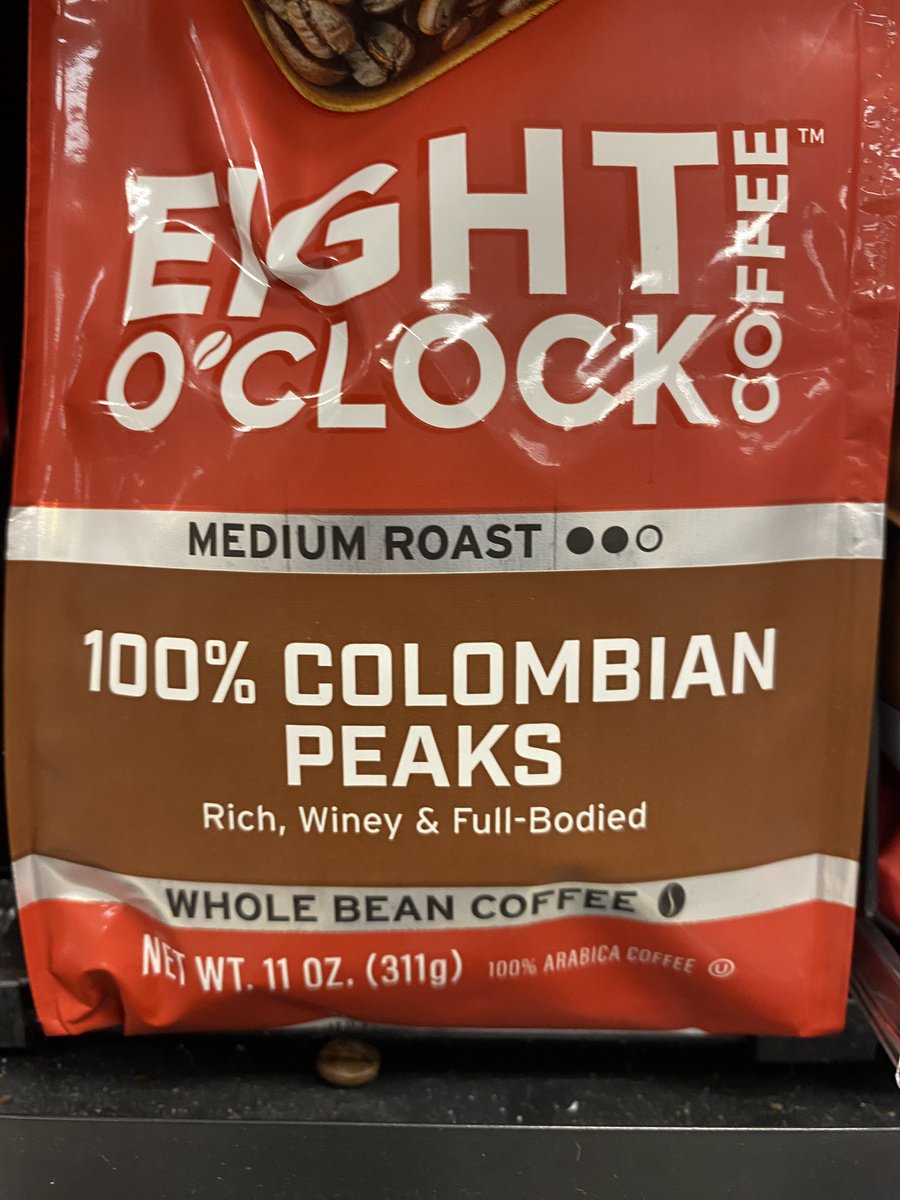 EIGHT
O'CLOCK
COFFEE™
MEDIUM ROAST
100% COLOMBIAN
PEAKS
Rich, Winey & Full-Bodied
WHOLE BEAN COFFEE
NET WT. 11 OZ. (311g) 100% ARABICA COFFEE U